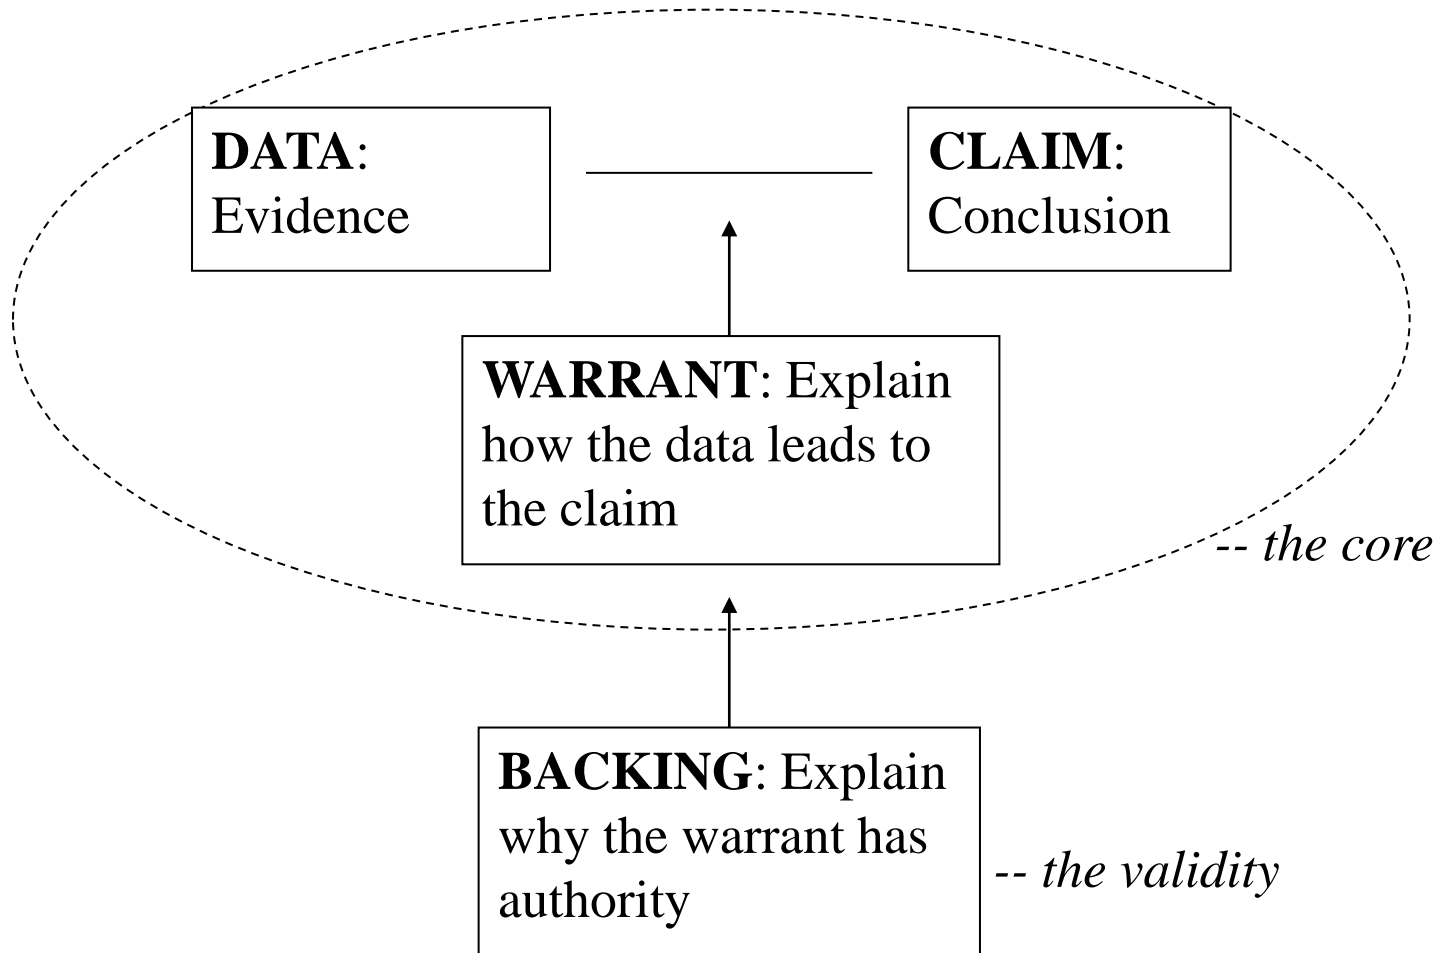 DATA:
Evidence
CLAIM:
Conclusion
WARRANT: Explain
how the data leads to
the claim
-- the core
BACKING: Explain
why the warrant has
authority
-- the validity